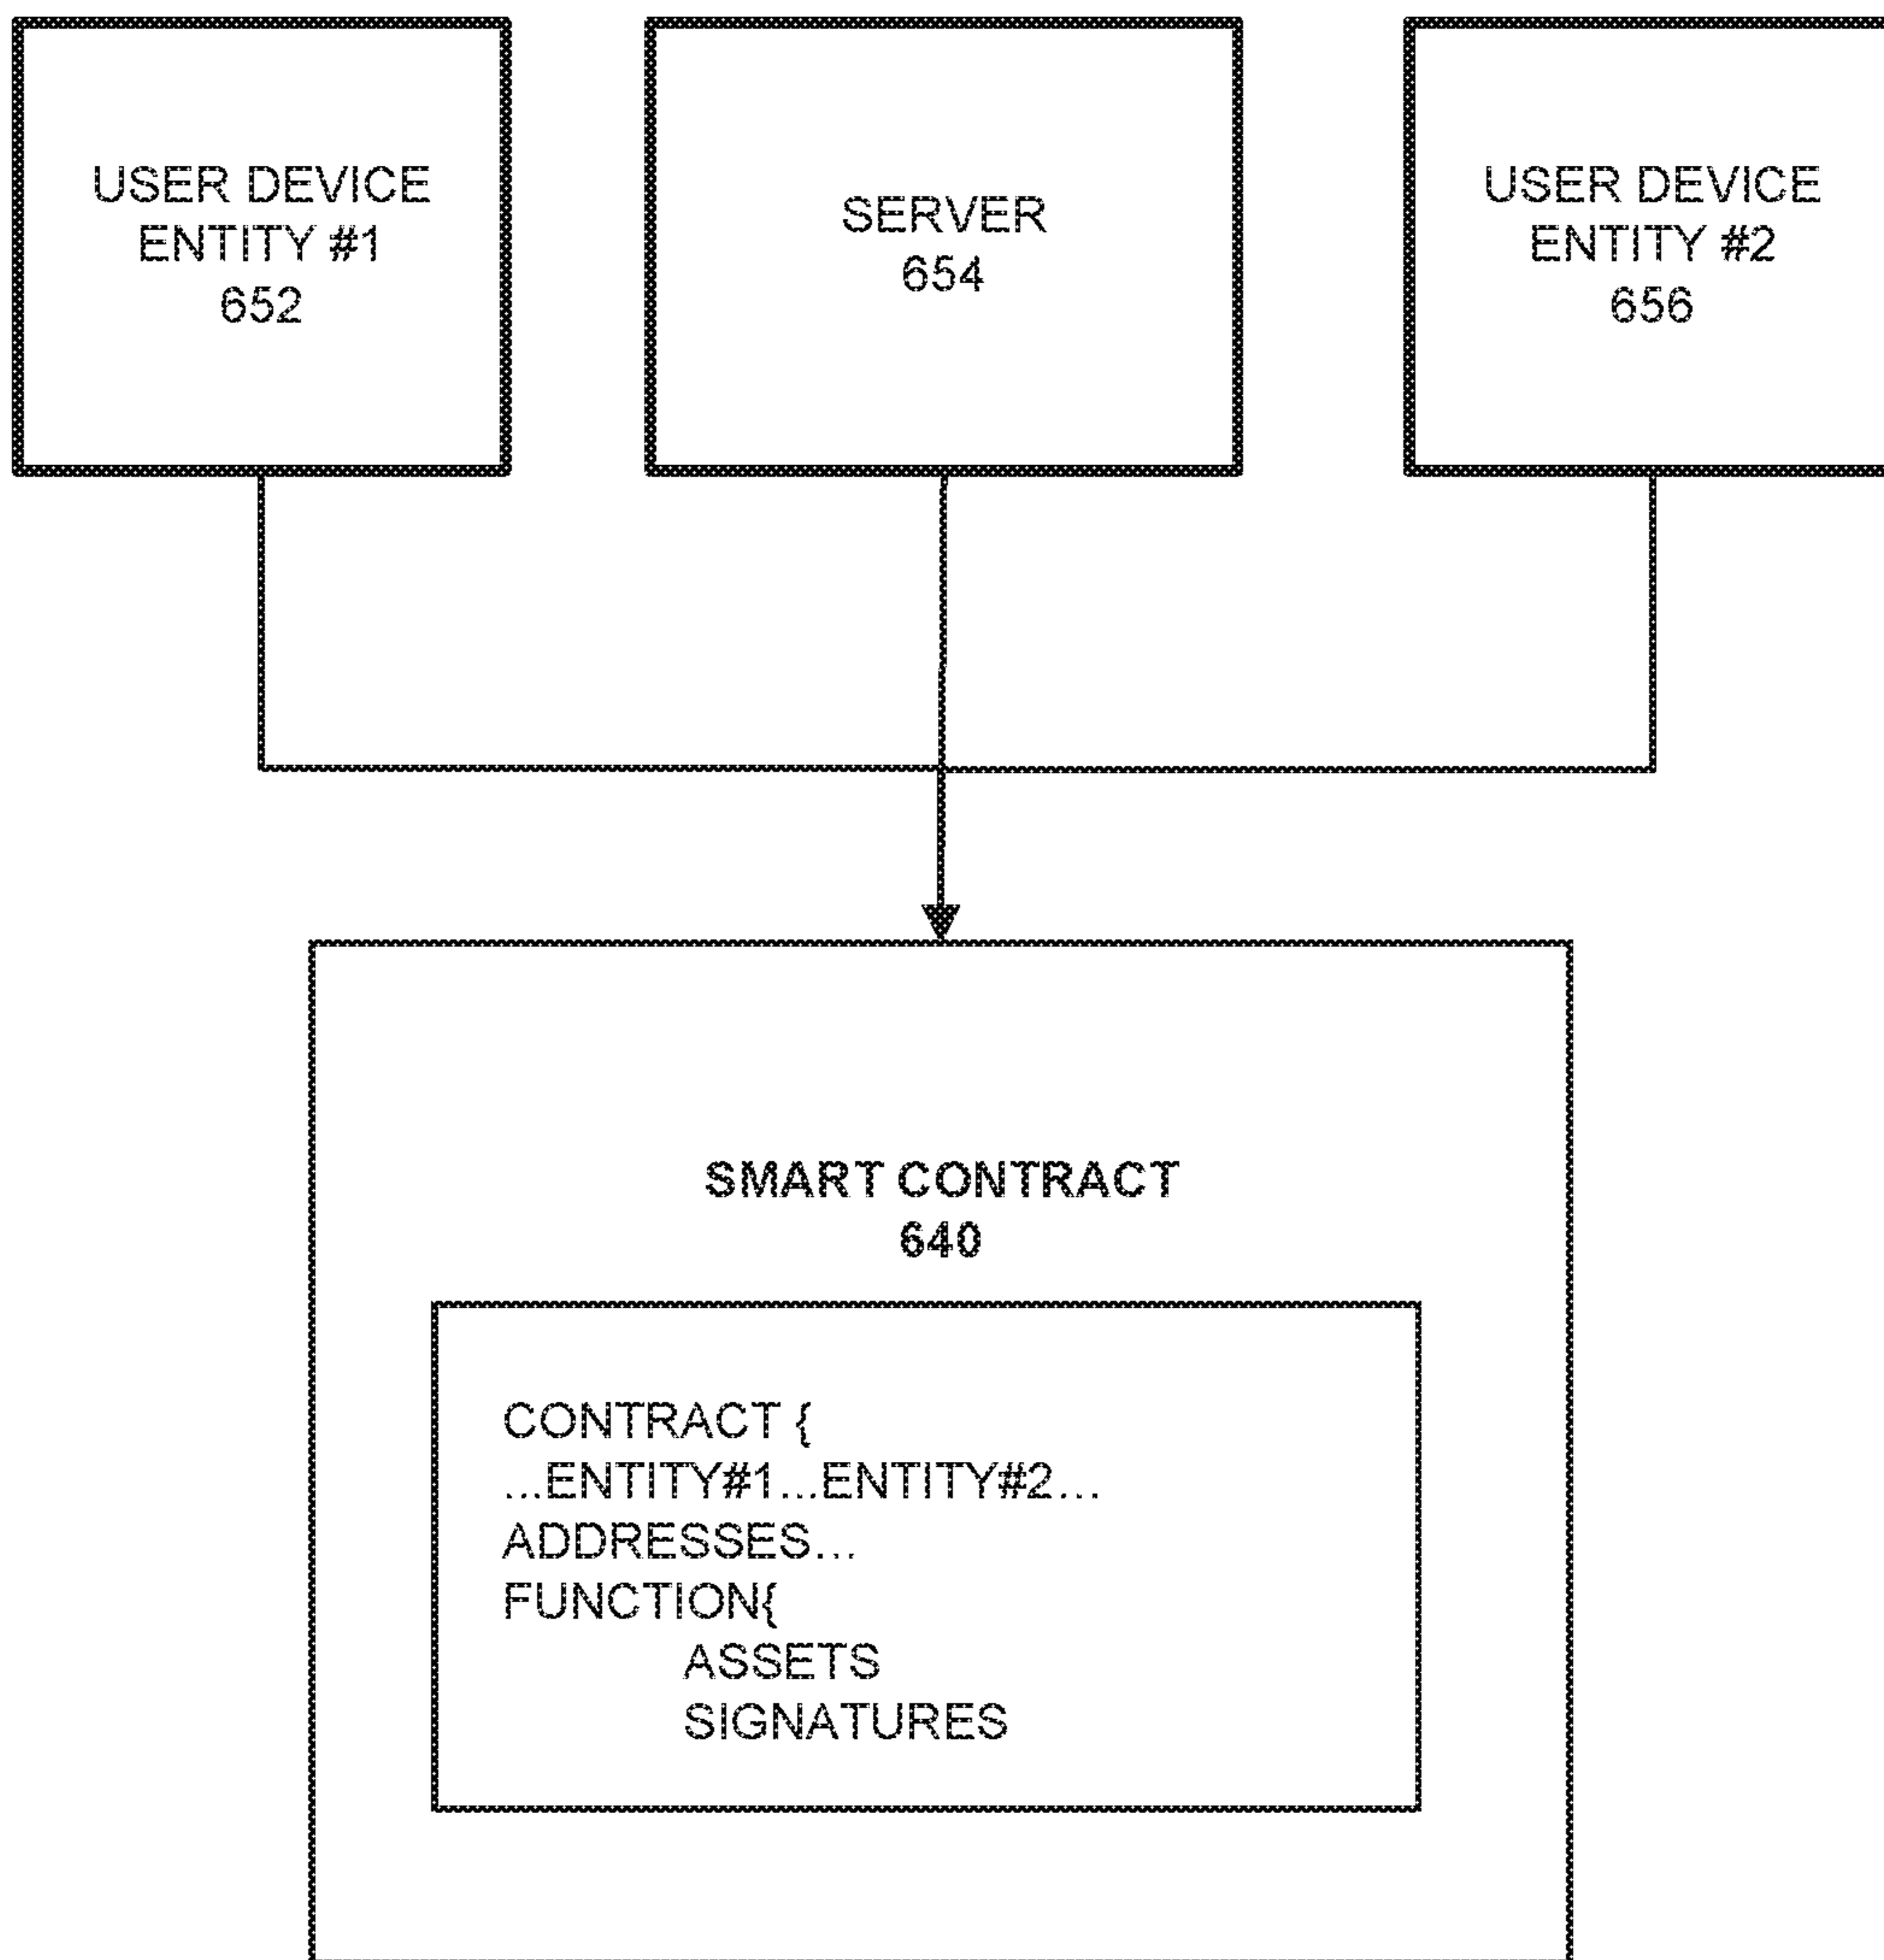 USER DEVICE
ENTITY #1
652
SERVER
654
USER DEVICE
ENTITY #2
656
SMART CONTRACT
640
CONTRACT {
...ENTITY#1...ENTITY#2...
ADDRESSES...
FUNCTION{
ASSETS
SIGNATURES